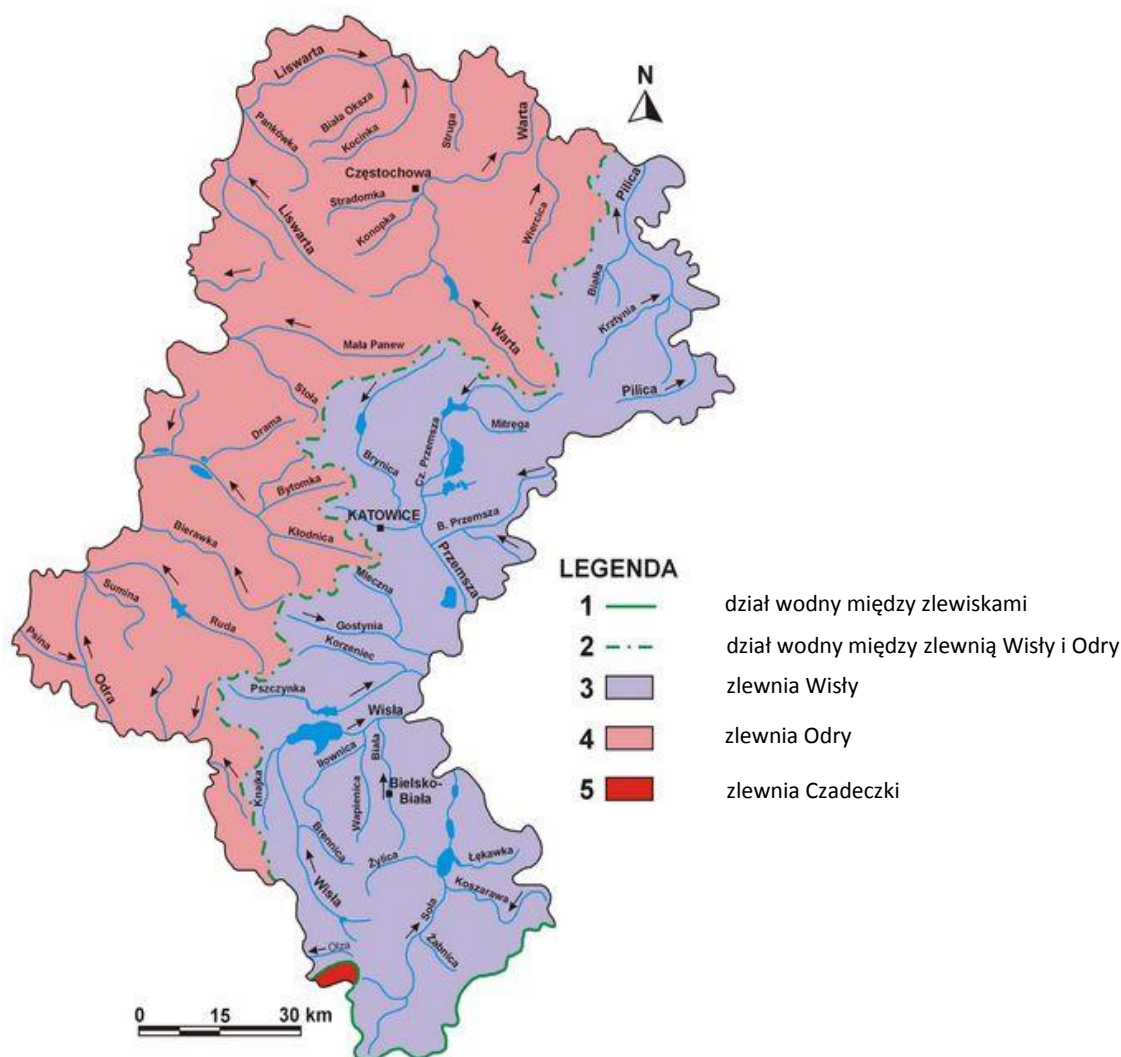 Liswarta
N
Pankówka
Biała Oksza
Kocinka
Struga
Warta
Częstochowa
Stradomka
Konopka
Liswarta
Wiercica
Pilica
Białka
Krztynia
Warta
Mała Panew
Pilica
Stoła
Mitręga
Drama
Cz. Przemsza
Brynica
Bytomka
KATOWICE
B. Przemsza
Bierawka
Kłodnica
Przemsza
Mleczna
Sumina
Ruda
Gostynia
Korzeniec
Psina
Odra
Pszczynka
Wisła
Iłownica
Biała
Knajka
Wapienica
Bielsko-
Biała
Brennica
Żylica
Łękawka
Koszarawa
Wisła
Soła
Żabnica
Olza
LEGENDA
1 dział wodny między zlewiskami
2 dział wodny między zlewnią Wisły i Odry
3 zlewnia Wisły
4 zlewnia Odry
5 zlewnia Czadeczki
0 15 30 km